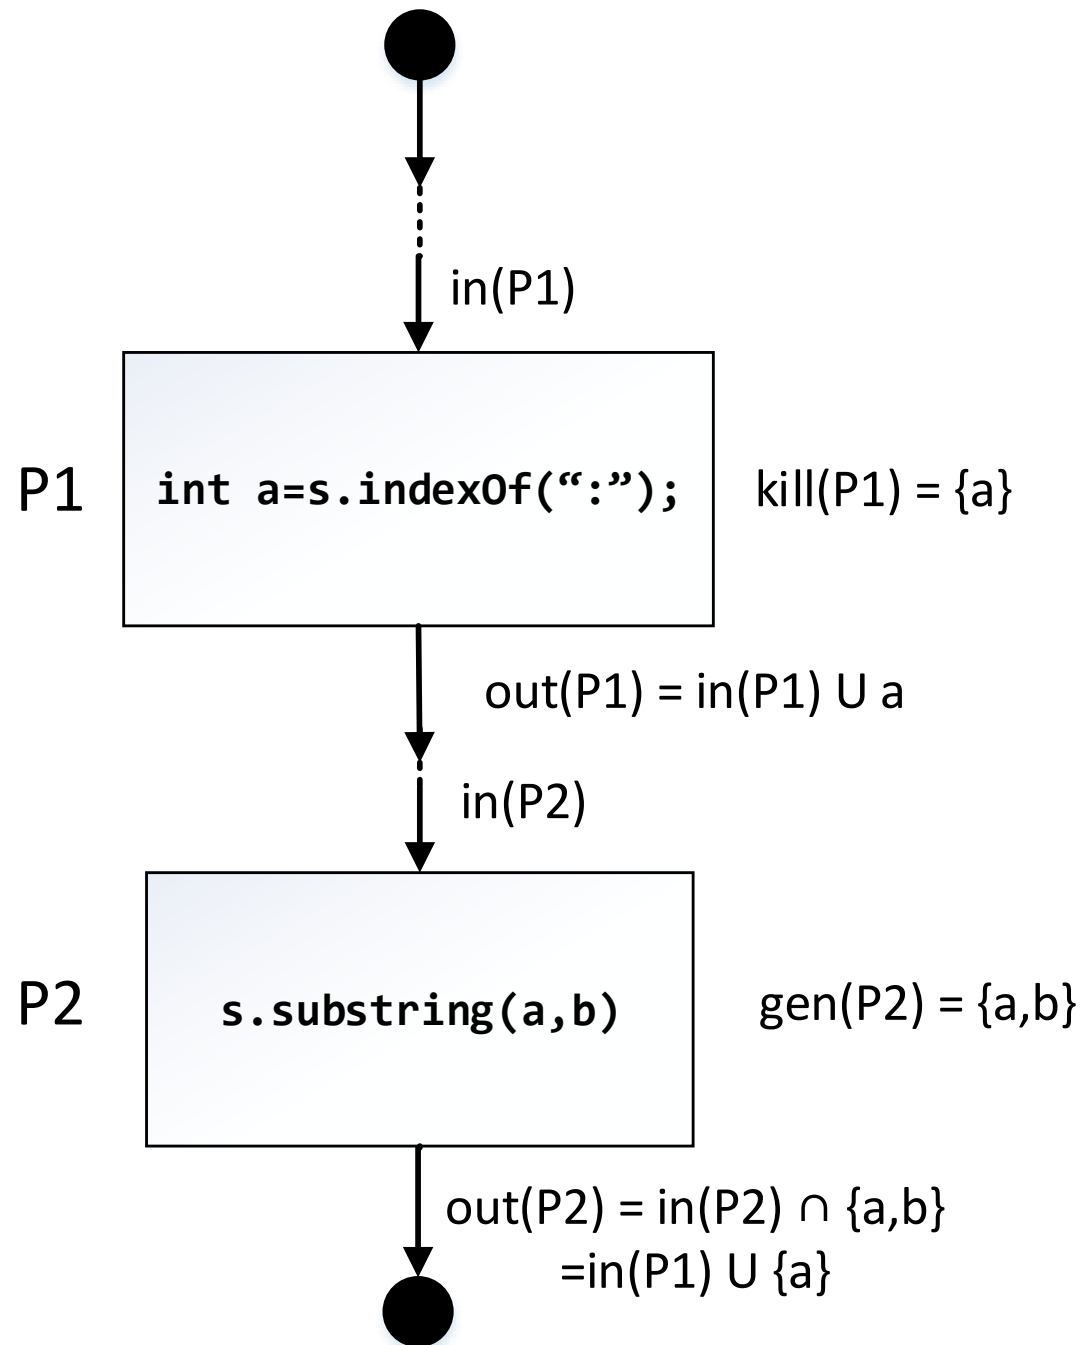 in(P1)
P1
int a=s.indexOf(“:”);
kill(P1) = {a}
out(P1) = in(P1) U a
in(P2)
P2
s.substring(a,b)
gen(P2) = {a,b}
out(P2) = in(P2) ∩ {a,b}
=in(P1) U {a}